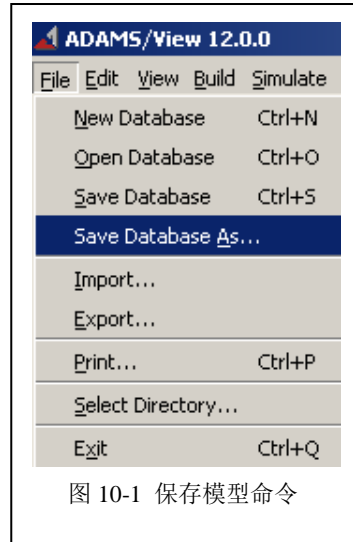 ADAMS/View 12.0.0
File Edit View Build Simulate
New Database Ctrl+N
Open Database Ctrl+O
Save Database Ctrl+S
Save Database As...
Import...
Export...
Print... Ctrl+P
Select Directory...
Exit Ctrl+Q
图 10-1 保存模型命令